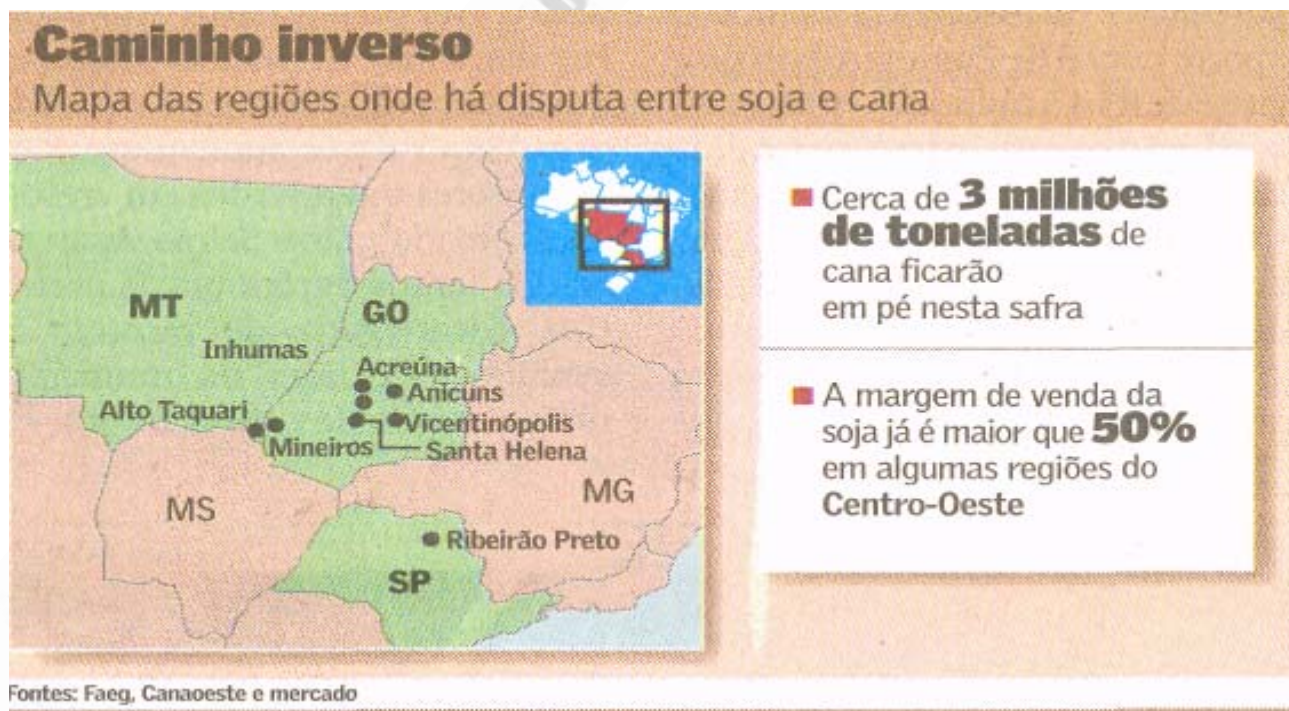 Caminho inverso
Mapa das regiões onde há disputa entre soja e cana
MT
GO
Inhumas
Acreúna
Anicuns
Alto Taquari
Vicentinópolis
Mineiros
Santa Helena
MS
MG
Ribeirão Preto
SP
Cerca de 3 milhões
de toneladas de
cana ficarão
em pé nesta safra
A margem de venda da
soja já é maior que 50%
em algumas regiões do
Centro-Oeste
Fontes: Faeg, Canaoeste e mercado